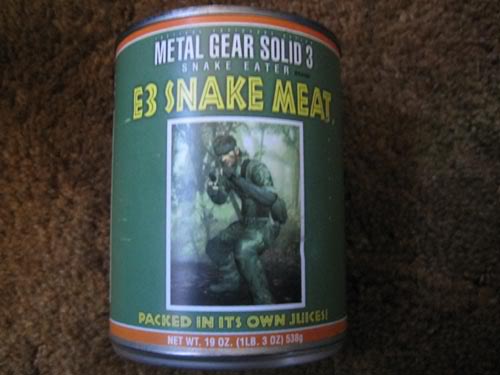 METAL GEAR SOLID 3
SNAKE EATER
E3 SNAKE MEAT
PACKED IN ITS OWN JUICES!
NET WT. 19 OZ. (1LB. 3 OZ) 538g